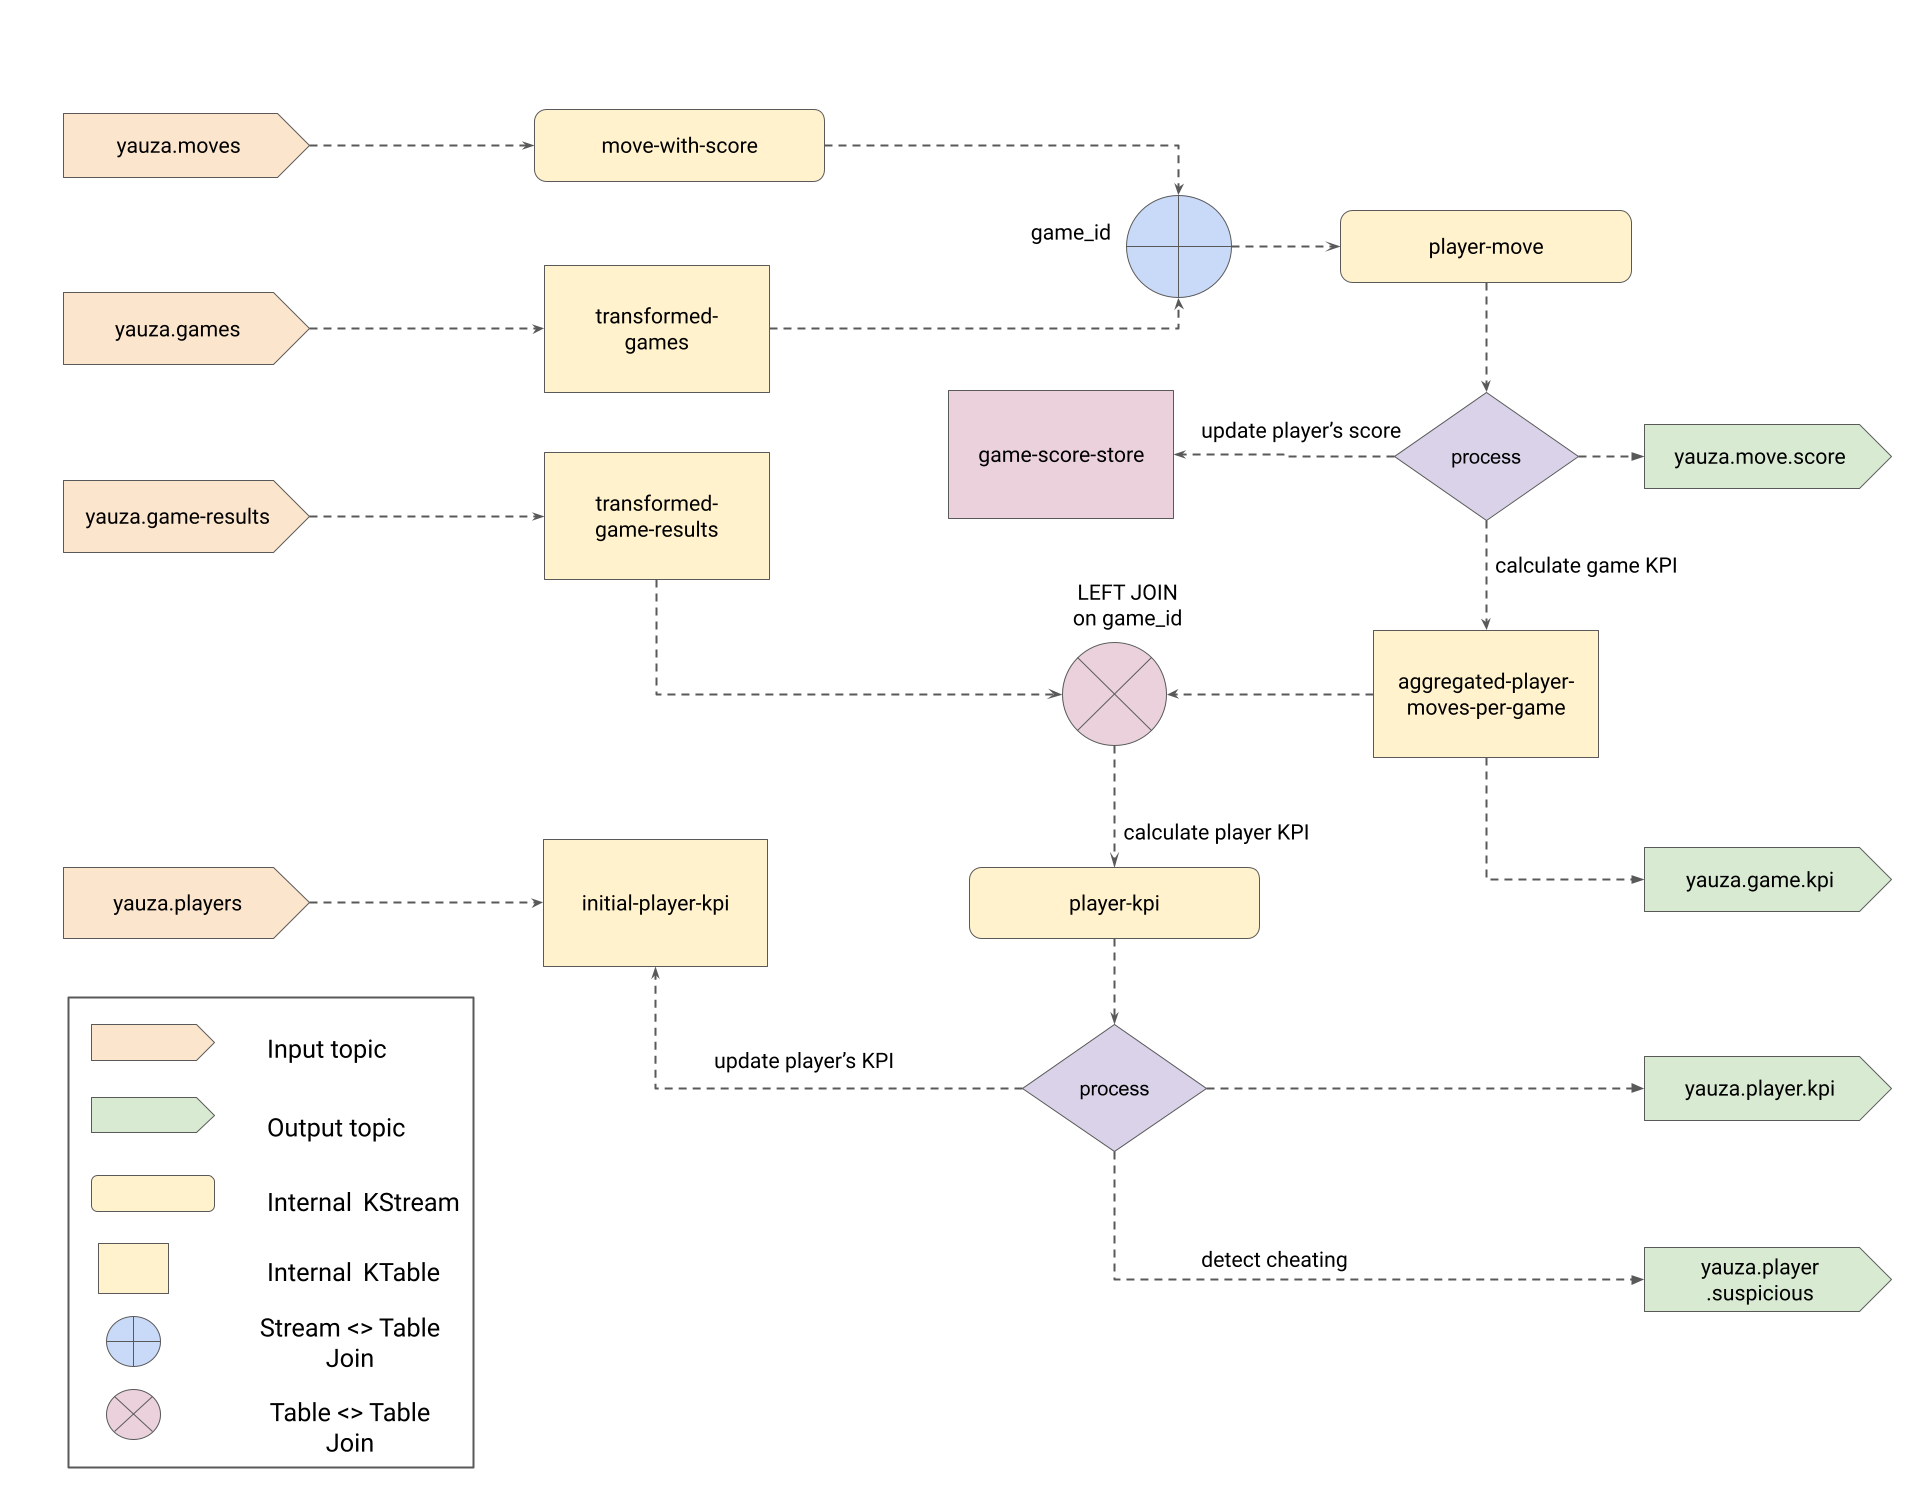 yauza.moves
move-with-score
game_id
player-move
yauza.games
transformed-
games
game-score-store
update player’s score
process
yauza.move.score
yauza.game-results
transformed-
game-results
calculate game KPI
LEFT JOIN
on game_id
aggregated-player-
moves-per-game
calculate player KPI
yauza.players
initial-player-kpi
player-kpi
yauza.game.kpi
update player’s KPI
process
yauza.player.kpi
detect cheating
yauza.player
.suspicious
Input topic
Output topic
Internal KStream
Internal KTable
Stream <> Table
Join
Table <> Table
Join